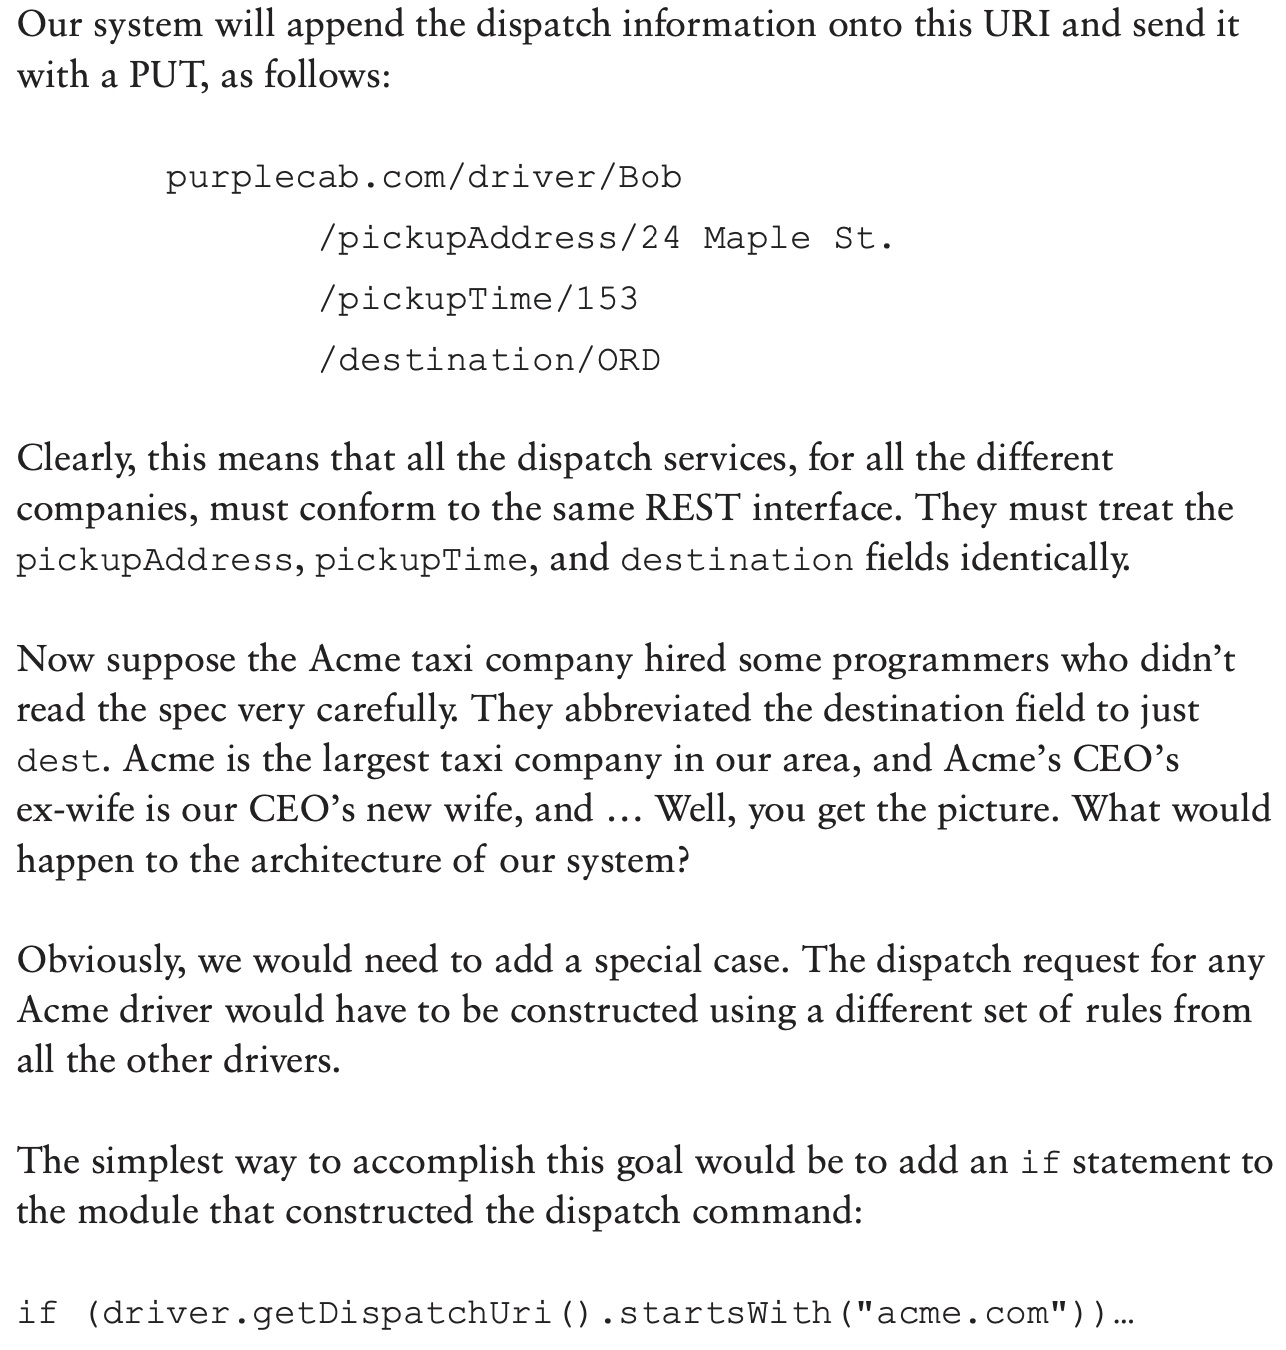 Our system will append the dispatch information onto this URI and send it
with a PUT, as follows:
purplecab.com/driver/Bob
/pickupAddress/24 Maple St.
/pickupTime/153
/destination/ORD
Clearly, this means that all the dispatch services, for all the different
companies, must conform to the same REST interface. They must treat the
pickupAddress, pickupTime, and destination fields identically.
Now suppose the Acme taxi company hired some programmers who didn’t
read the spec very carefully. They abbreviated the destination field to just
dest. Acme is the largest taxi company in our area, and Acme’s CEO’s
ex-wife is our CEO’s new wife, and … Well, you get the picture. What would
happen to the architecture of our system?
Obviously, we would need to add a special case. The dispatch request for any
Acme driver would have to be constructed using a different set of rules from
all the other drivers.
The simplest way to accomplish this goal would be to add an if statement to
the module that constructed the dispatch command:
if (driver.getDispatchUri().startsWith("acme.com"))…